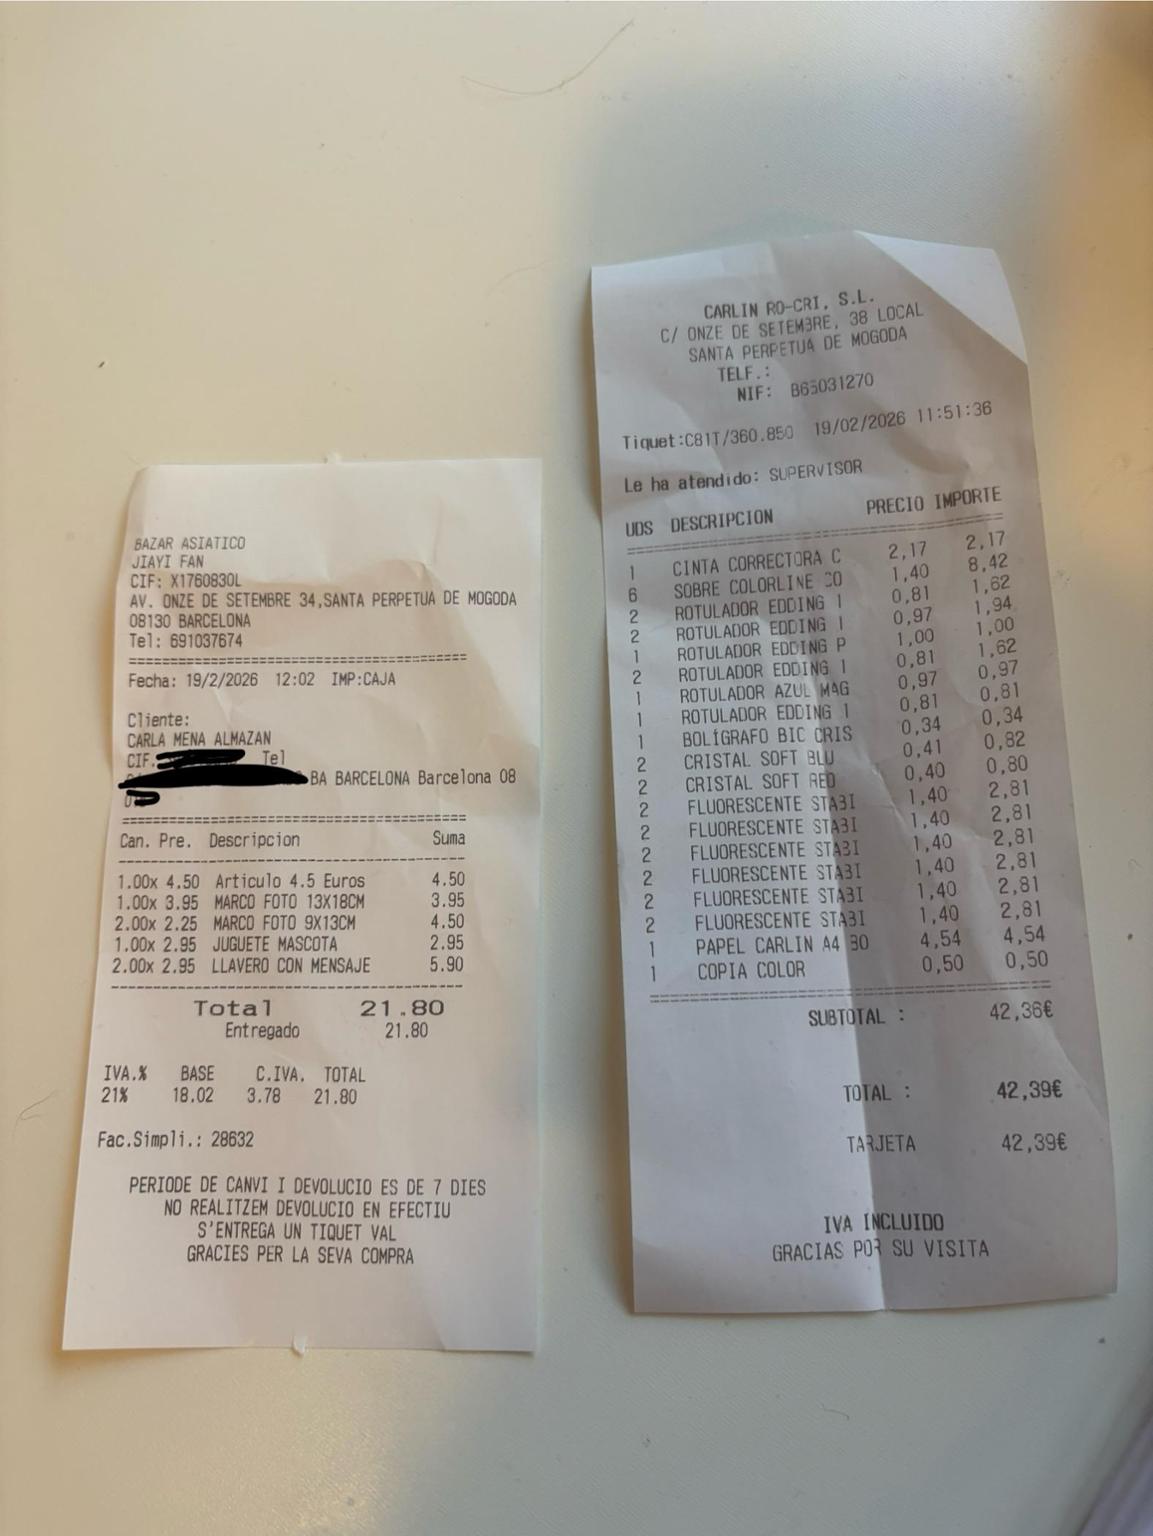 BAZAR ASIATICO
JIAYI FAN
CIF: X1760830L
AV. ONZE DE SETEMBRE 34,SANTA PERPETUA DE MOGODA
08130 BARCELONA
Tel: 691037674
Fecha: 19/2/2026 12:02 IMP:CAJA
Cliente:
CARLA MENA ALMAZAN
CIF. Tel
BA BARCELONA Barcelona 08
Can. Pre. Descripcion Suma
1.00x 4.50 Articulo 4.5 Euros 4.50
1.00x 3.95 MARCO FOTO 13X18CM 3.95
2.00x 2.25 MARCO FOTO 9X13CM 4.50
1.00x 2.95 JUGUETE MASCOTA 2.95
2.00x 2.95 LLAVERO CON MENSAJE 5.90
Total 21.80
Entregado 21.80
IVA.% BASE C.IVA. TOTAL
21% 18.02 3.78 21.80
Fac.Simpli.: 28632
PERIODE DE CANVI I DEVOLUCIO ES DE 7 DIES
NO REALITZEM DEVOLUCIO EN EFECTIU
S'ENTREGA UN TIQUET VAL
GRACIES PER LA SEVA COMPRA
CARLIN RO-CRI, S.L.
C/ ONZE DE SETEMBRE, 38 LOCAL
SANTA PERPETUA DE MOGODA
TELF.:
NIF: B65031270
Tiquet:C81T/360.850 19/02/2026 11:51:36
Le ha atendido: SUPERVISOR
UDS DESCRIPCION PRECIO IMPORTE
1 CINTA CORRECTORA C 2,17 2,17
6 SOBRE COLORLINE CO 1,40 8,42
2 ROTULADOR EDDING 1 0,81 1,62
2 ROTULADOR EDDING 1 0,97 1,94
1 ROTULADOR EDDING P 1,00 1,00
2 ROTULADOR EDDING 1 0,81 1,62
1 ROTULADOR AZUL MAG 0,97 0,97
1 ROTULADOR EDDING 1 0,81 0,81
1 BOLÍGRAFO BIC CRIS 0,34 0,34
2 CRISTAL SOFT BLU 0,41 0,82
2 CRISTAL SOFT RED 0,40 0,80
2 FLUORESCENTE STABI 1,40 2,81
2 FLUORESCENTE STABI 1,40 2,81
2 FLUORESCENTE STABI 1,40 2,81
2 FLUORESCENTE STABI 1,40 2,81
2 FLUORESCENTE STABI 1,40 2,81
2 FLUORESCENTE STABI 1,40 2,81
1 PAPEL CARLIN A4 80 4,54 4,54
1 COPIA COLOR 0,50 0,50
SUBTOTAL : 42,36€
TOTAL : 42,39€
TARJETA 42,39€
IVA INCLUIDO
GRACIAS POR SU VISITA